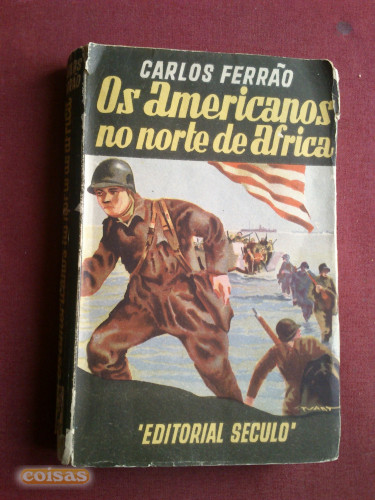 CARLOS FERRÃO
Os americanos
no norte de africa
"EDITORIAL SECULO"
coisas